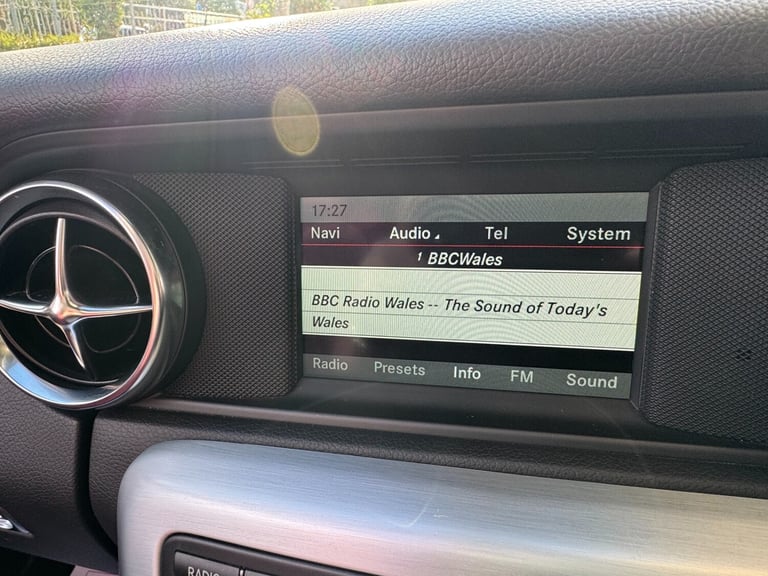 17:27
Navi Audio Tel System
1 BBCWales
BBC Radio Wales -- The Sound of Today's
Wales
Radio Presets Info FM Sound
RADIO